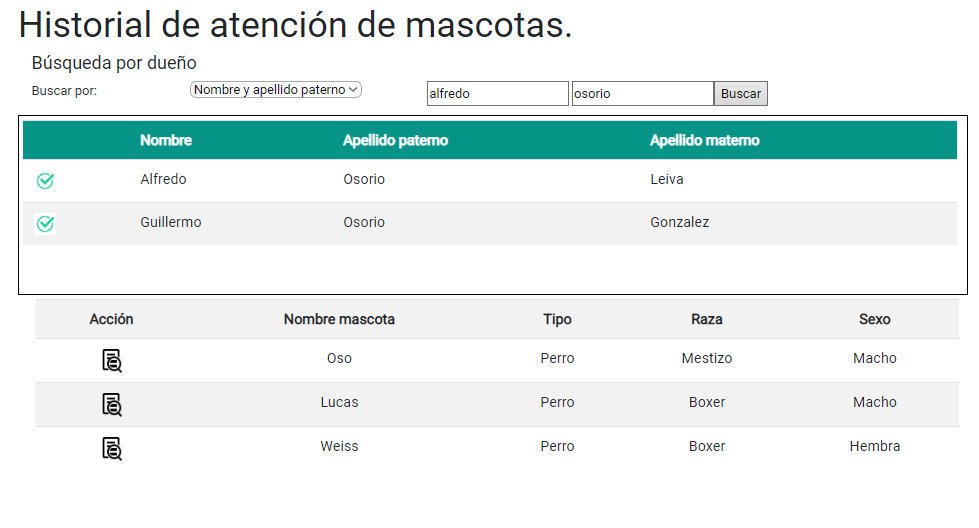 Historial de atención de mascotas.
Búsqueda por dueño
Buscar por: Nombre y apellido paterno alfredo osorio Buscar
Nombre Apellido paterno Apellido materno
Alfredo Osorio Leiva
Guillermo Osorio Gonzalez
Acción Nombre mascota Tipo Raza Sexo
Oso Perro Mestizo Macho
Lucas Perro Boxer Macho
Weiss Perro Boxer Hembra